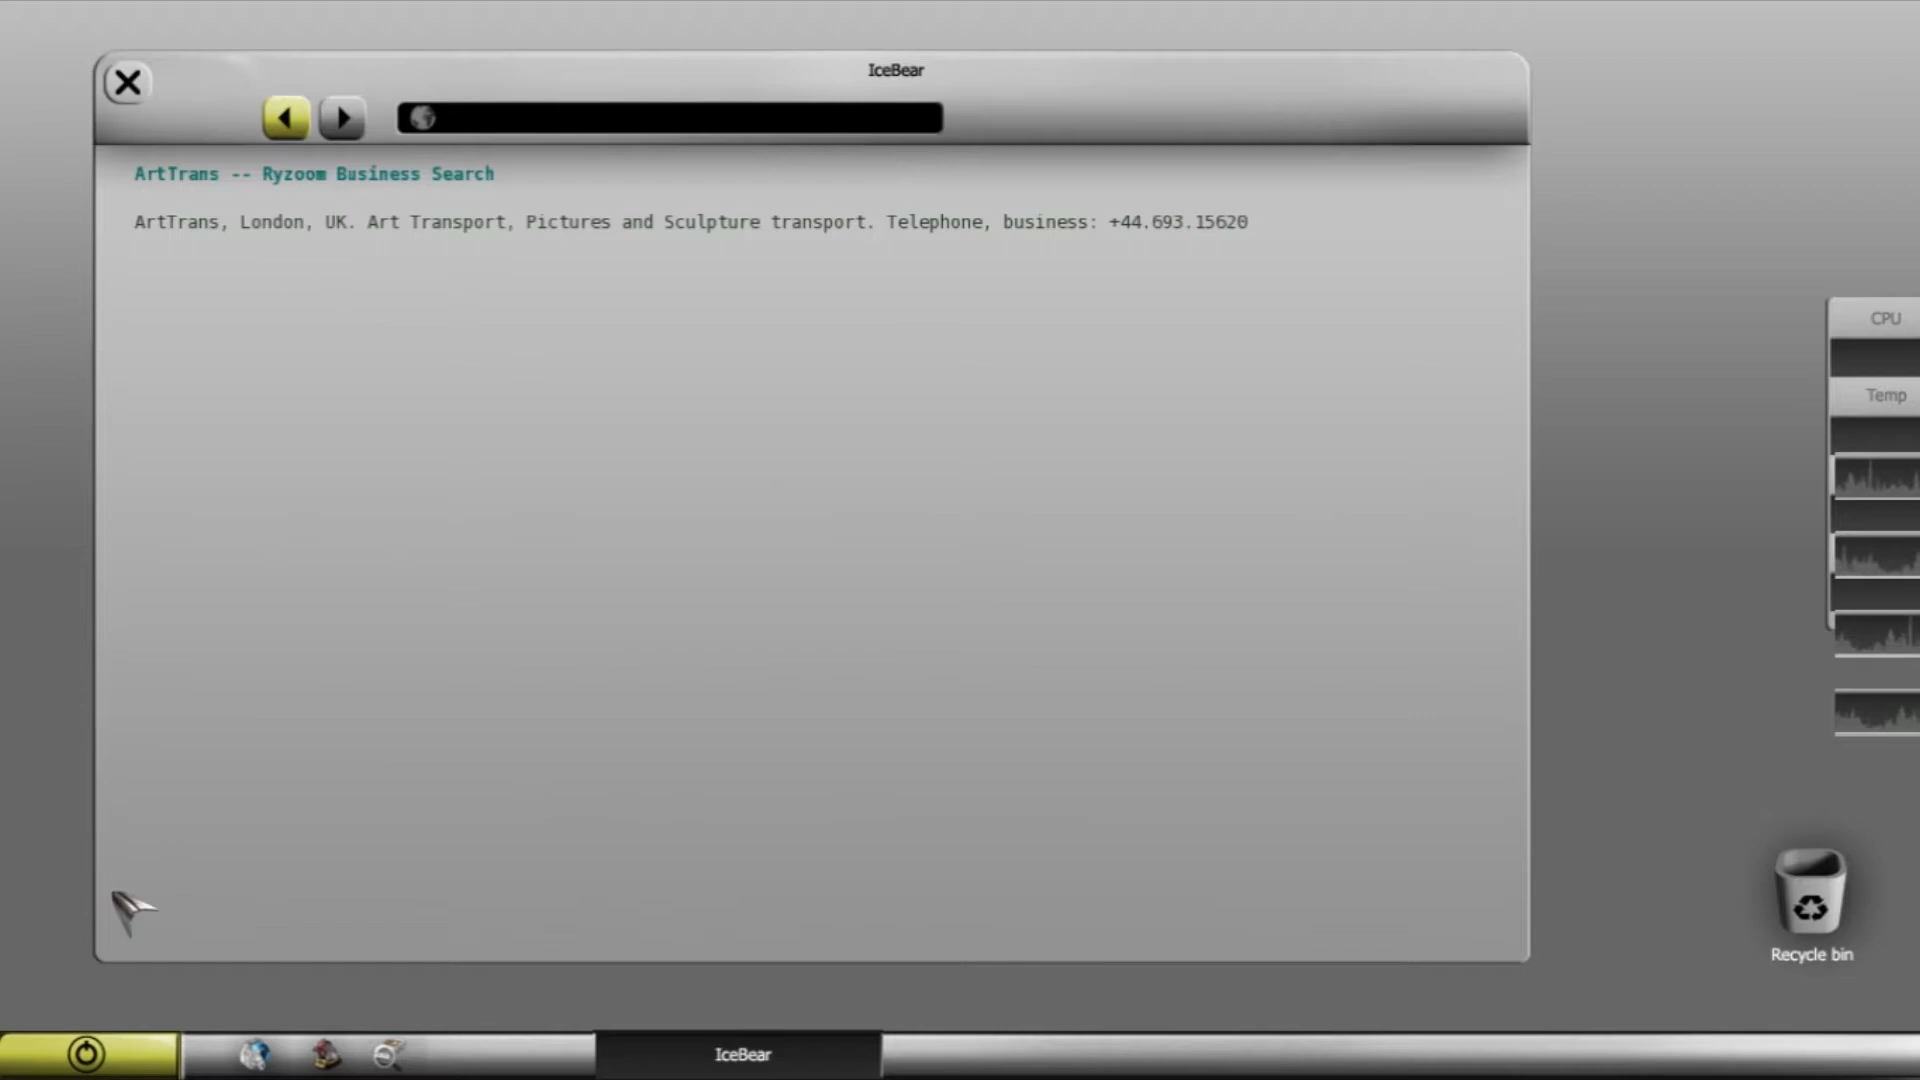 IceBear
ArtTrans -- Ryzoom Business Search
ArtTrans, London, UK. Art Transport, Pictures and Sculpture transport. Telephone, business: +44.693.15620
CPU
Temp
Recycle bin
IceBear